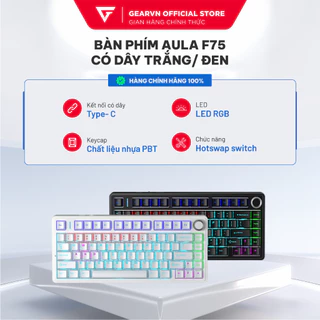 GEARVN OFFICIAL STORE
GIAN HÀNG CHÍNH THỨC
BÀN PHÍM AULA F75
CÓ DÂY TRẮNG/ ĐEN
HÀNG CHÍNH HÃNG 100%
Kết nối có dây
Type- C
LED
LED RGB
Keycap
Chất liệu nhựa PBT
Chức năng
Hotswap switch